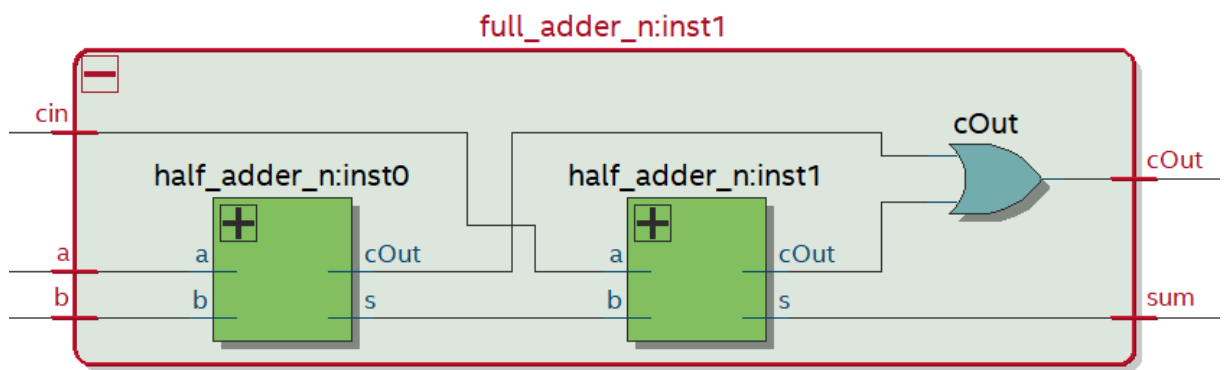 full_adder_n:inst1
cin
cOut
half_adder_n:inst0
half_adder_n:inst1
cOut
a
a
cOut
a
cOut
b
b
s
b
s
sum